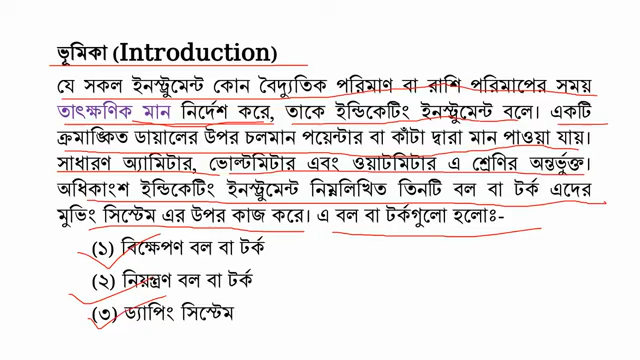 ভূমিকা (Introduction)
যে সকল ইনস্ট্রুমেন্ট কোন বৈদ্যুতিক পরিমাণ বা রাশি পরিমাপের সময়
তাৎক্ষণিক মান নির্দেশ করে, তাকে ইন্ডিকেটিং ইনস্ট্রুমেন্ট বলে। একটি
ক্রমাঙ্কিত ডায়ালের উপর চলমান পয়েন্টার বা কাঁটা দ্বারা মান পাওয়া যায়।
সাধারণ অ্যামিটার, ভোল্টমিটার এবং ওয়াটমিটার এ শ্রেণির অন্তর্ভুক্ত।
অধিকাংশ ইন্ডিকেটিং ইনস্ট্রুমেন্ট নিম্নলিখিত তিনটি বল বা টর্ক এদের
মুভিং সিস্টেম এর উপর কাজ করে। এ বল বা টর্কগুলো হলোঃ-
(১) বিক্ষেপণ বল বা টর্ক
(২) নিয়ন্ত্রণ বল বা টর্ক
(৩) ড্যাপিং সিস্টেম